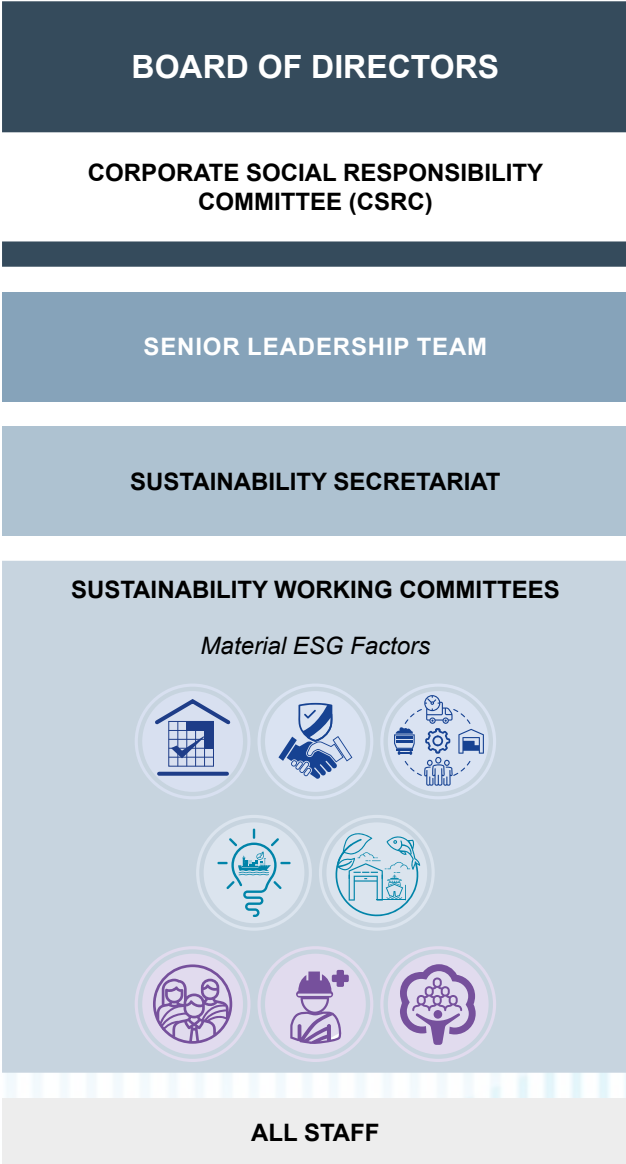 BOARD OF DIRECTORS
CORPORATE SOCIAL RESPONSIBILITY
COMMITTEE (CSRC)
SENIOR LEADERSHIP TEAM
SUSTAINABILITY SECRETARIAT
SUSTAINABILITY WORKING COMMITTEES
Material ESG Factors
ALL STAFF